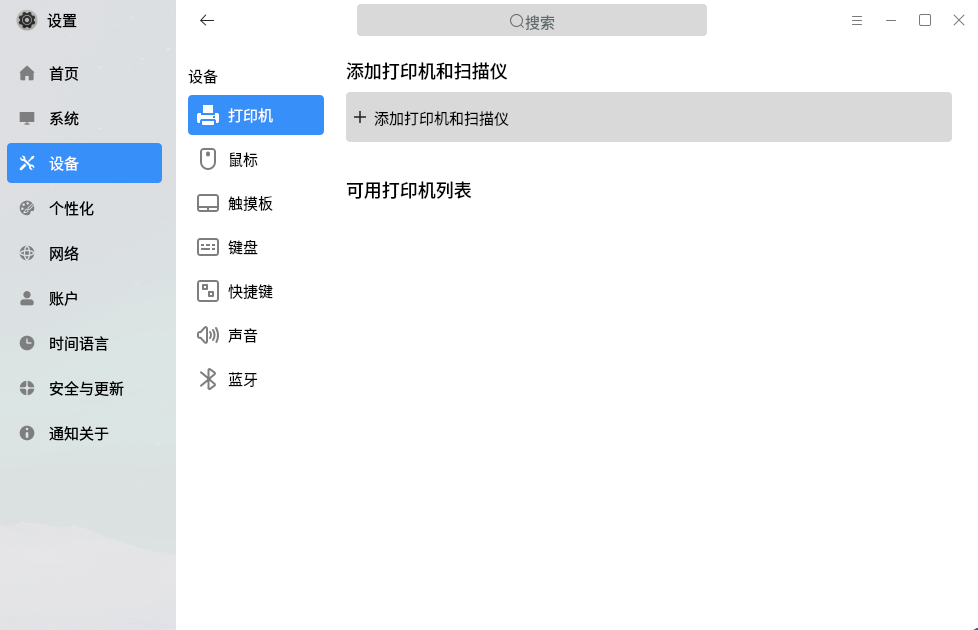 设置
首页
系统
设备
个性化
网络
账户
时间语言
安全与更新
通知关于
搜索
设备
打印机
鼠标
触摸板
键盘
快捷键
声音
蓝牙
添加打印机和扫描仪
添加打印机和扫描仪
可用打印机列表